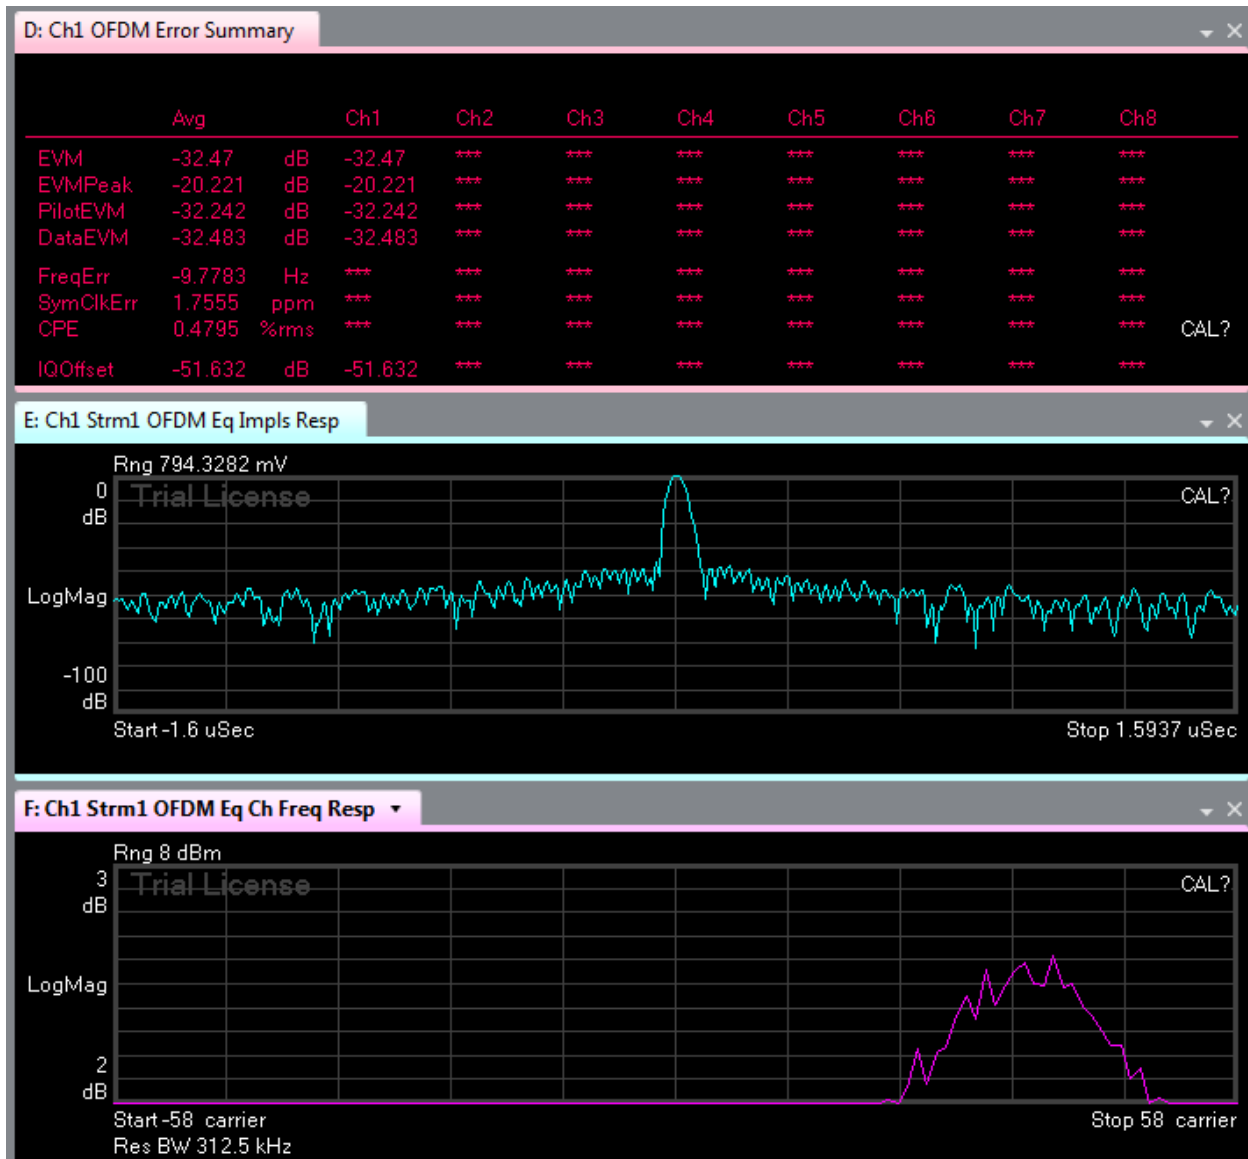 D: Ch1 OFDM Error Summary
Avg Ch1 Ch2 Ch3 Ch4 Ch5 Ch6 Ch7 Ch8
EVM -32.47 dB -32.47 *** *** *** *** *** *** ***
EVMPeak -20.221 dB -20.221 *** *** *** *** *** *** ***
PilotEVM -32.242 dB -32.242 *** *** *** *** *** *** ***
DataEVM -32.483 dB -32.483 *** *** *** *** *** *** ***
FreqErr -9.7783 Hz *** *** *** *** *** *** *** ***
SymClkErr 1.7555 ppm *** *** *** *** *** *** *** ***
CPE 0.4795 %rms *** *** *** *** *** *** *** *** CAL?
IQOffset -51.632 dB -51.632 *** *** *** *** *** *** ***
E: Ch1 Strm1 OFDM Eq Impls Resp
Rng 794.3282 mV
0 Trial License CAL?
dB
LogMag
-100
dB
Start -1.6 uSec Stop 1.5937 uSec
F: Ch1 Strm1 OFDM Eq Ch Freq Resp
Rng 8 dBm
3 Trial License CAL?
dB
LogMag
2
dB
Start -58 carrier Stop 58 carrier
Res BW 312.5 kHz